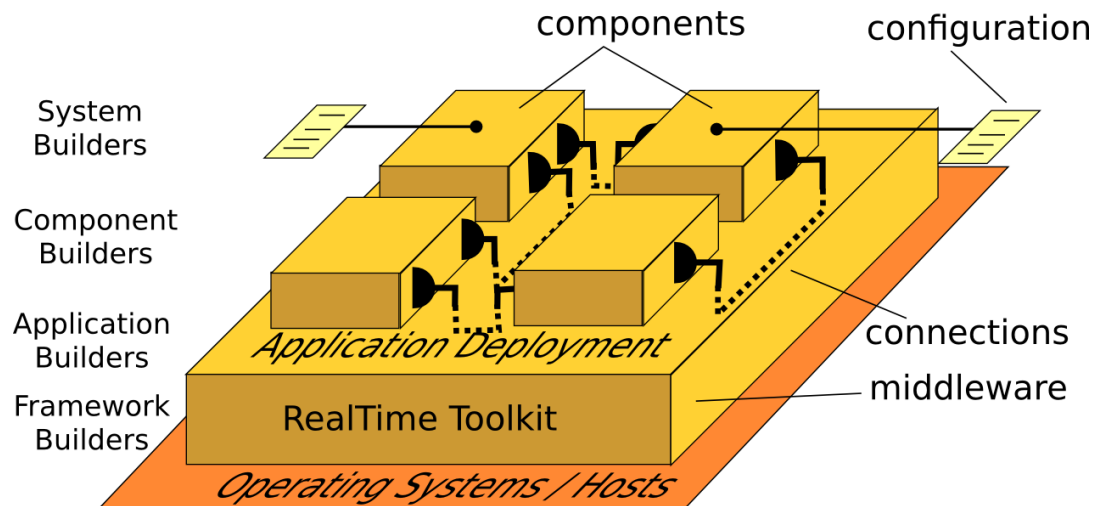 components
configuration
System
Builders
Component
Builders
Application
Builders
Application Deployment
connections
middleware
Framework
Builders
RealTime Toolkit
Operating Systems / Hosts